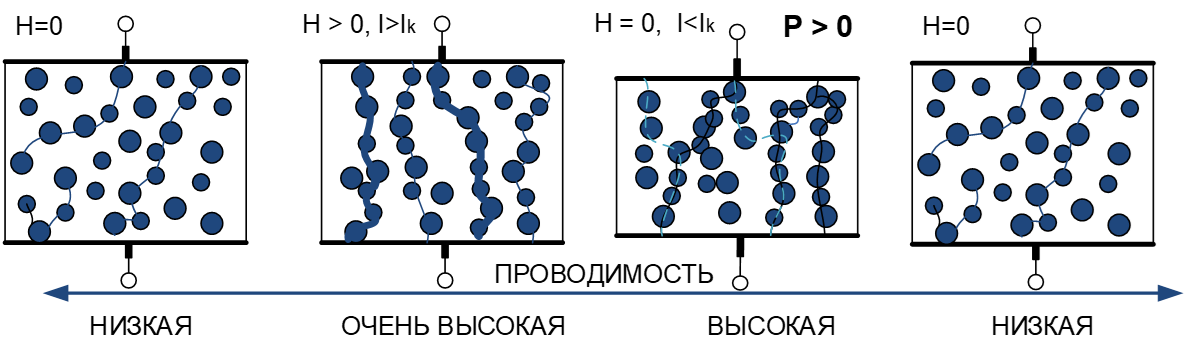 H=0
H > 0, I>Iₖ
H = 0, I<Iₖ
P > 0
H=0
ПРОВОДИМОСТЬ
НИЗКАЯ
ОЧЕНЬ ВЫСОКАЯ
ВЫСОКАЯ
НИЗКАЯ